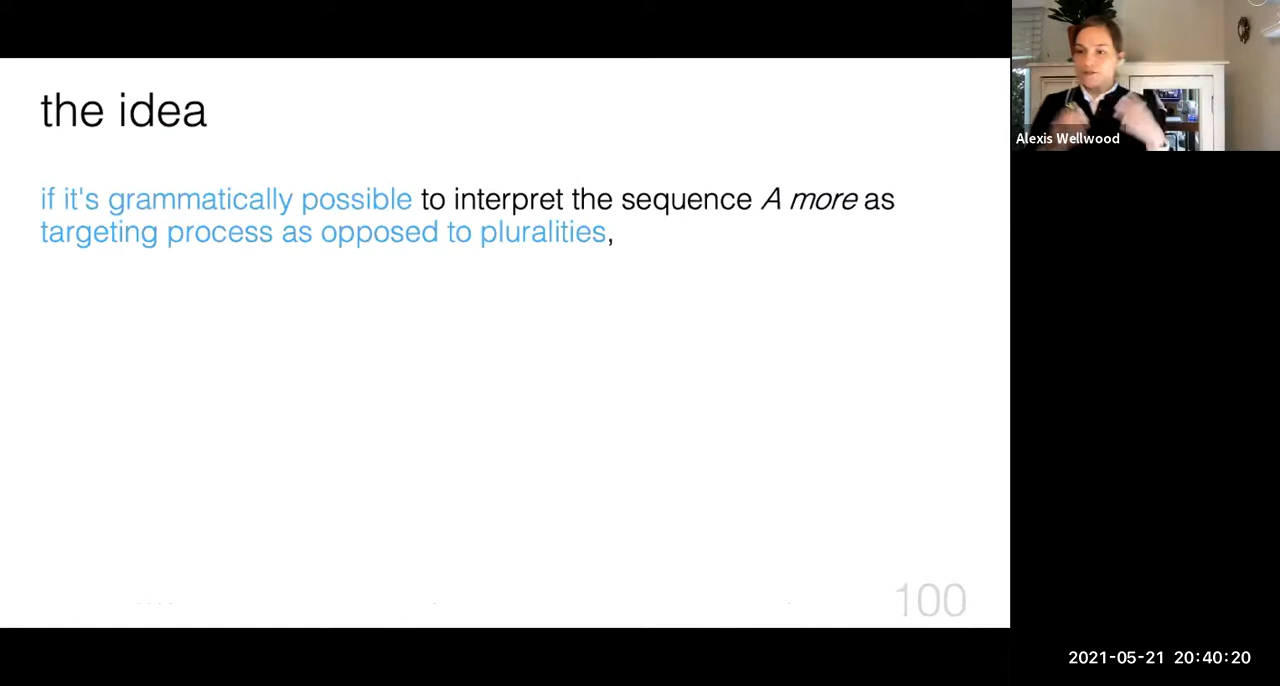 the idea
if it's grammatically possible to interpret the sequence A more as
targeting process as opposed to pluralities,
100
Alexis Wellwood
2021-05-21 20:40:20